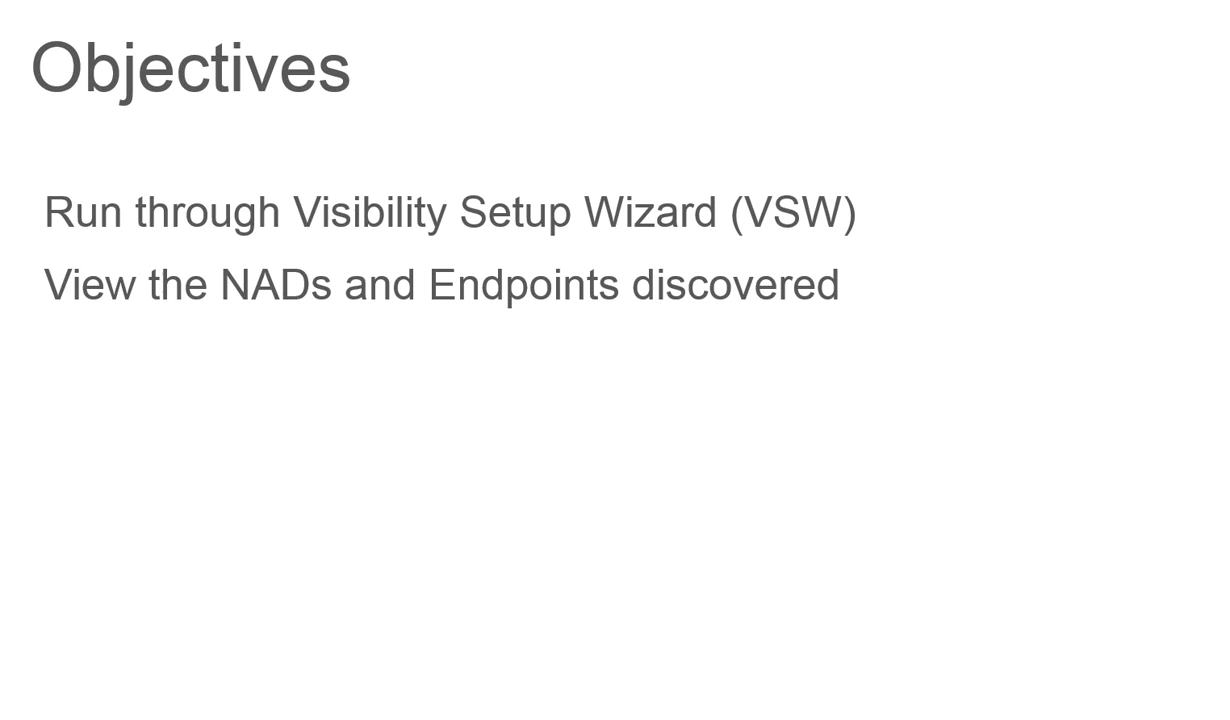 Objectives
Run through Visibility Setup Wizard (VSW)
View the NADs and Endpoints discovered